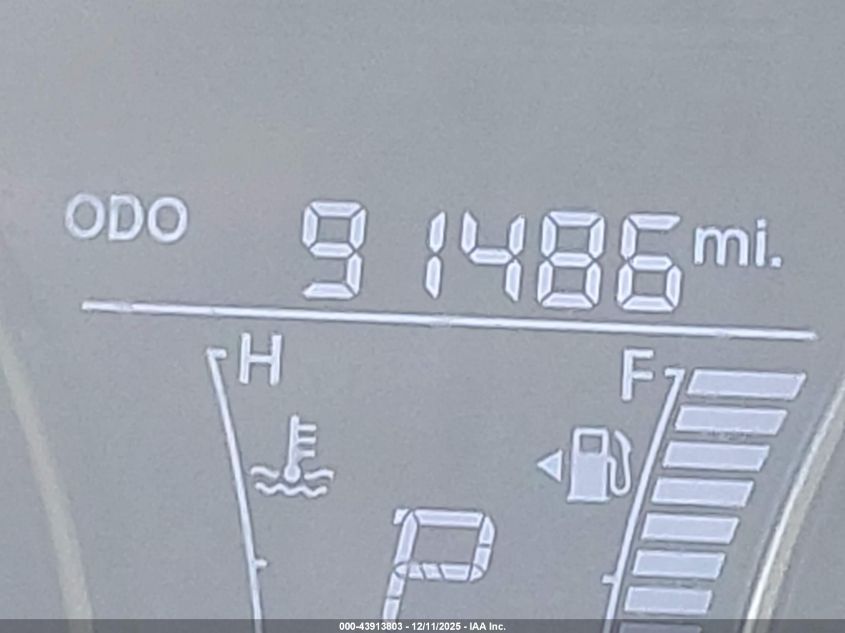 ODO 91486 mi.
H F
P
000-43913803 - 12/11/2025 - IAA Inc.